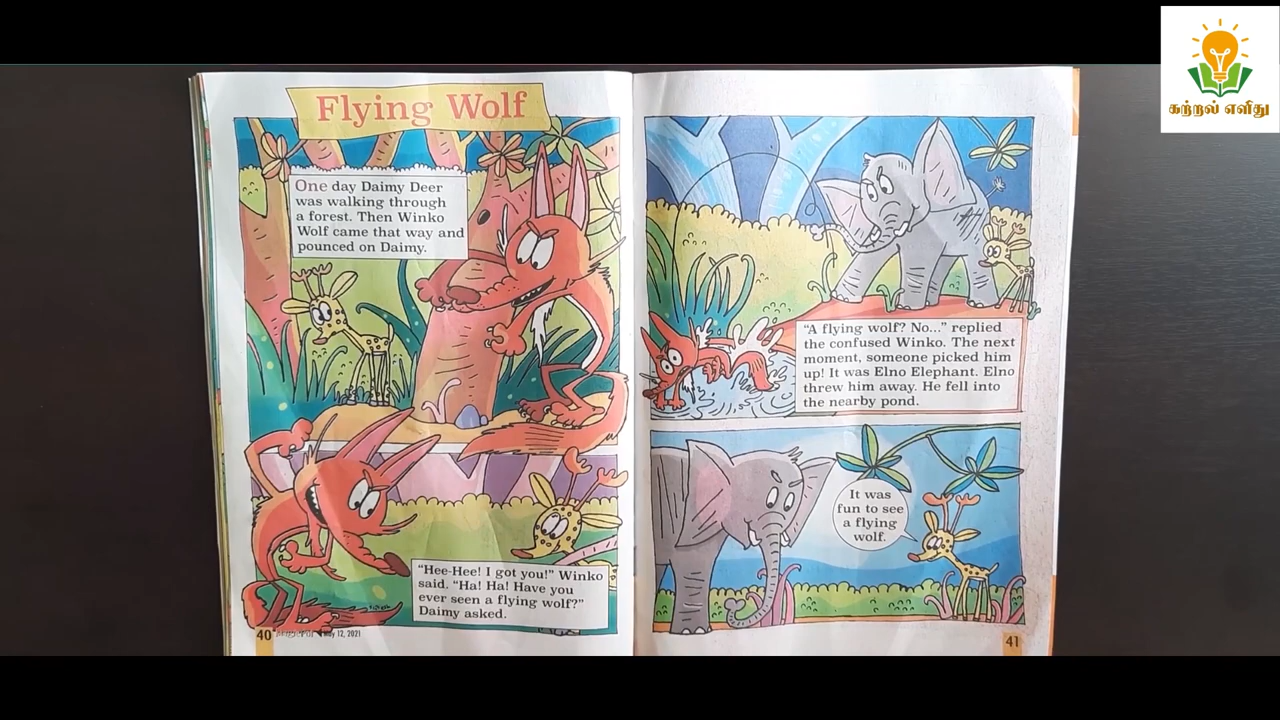 கற்றல் எளிது
Flying Wolf
One day Daimy Deer
was walking through
a forest. Then Winko
Wolf came that way and
pounced on Daimy.
"Hee-Hee! I got you!" Winko
said. "Ha! Ha! Have you
ever seen a flying wolf?"
Daimy asked.
40
May 12, 2021
"A flying wolf? No..." replied
the confused Winko. The next
moment, someone picked him
up! It was Elno Elephant. Elno
threw him away. He fell into
the nearby pond.
It was
fun to see
a flying
wolf.
41